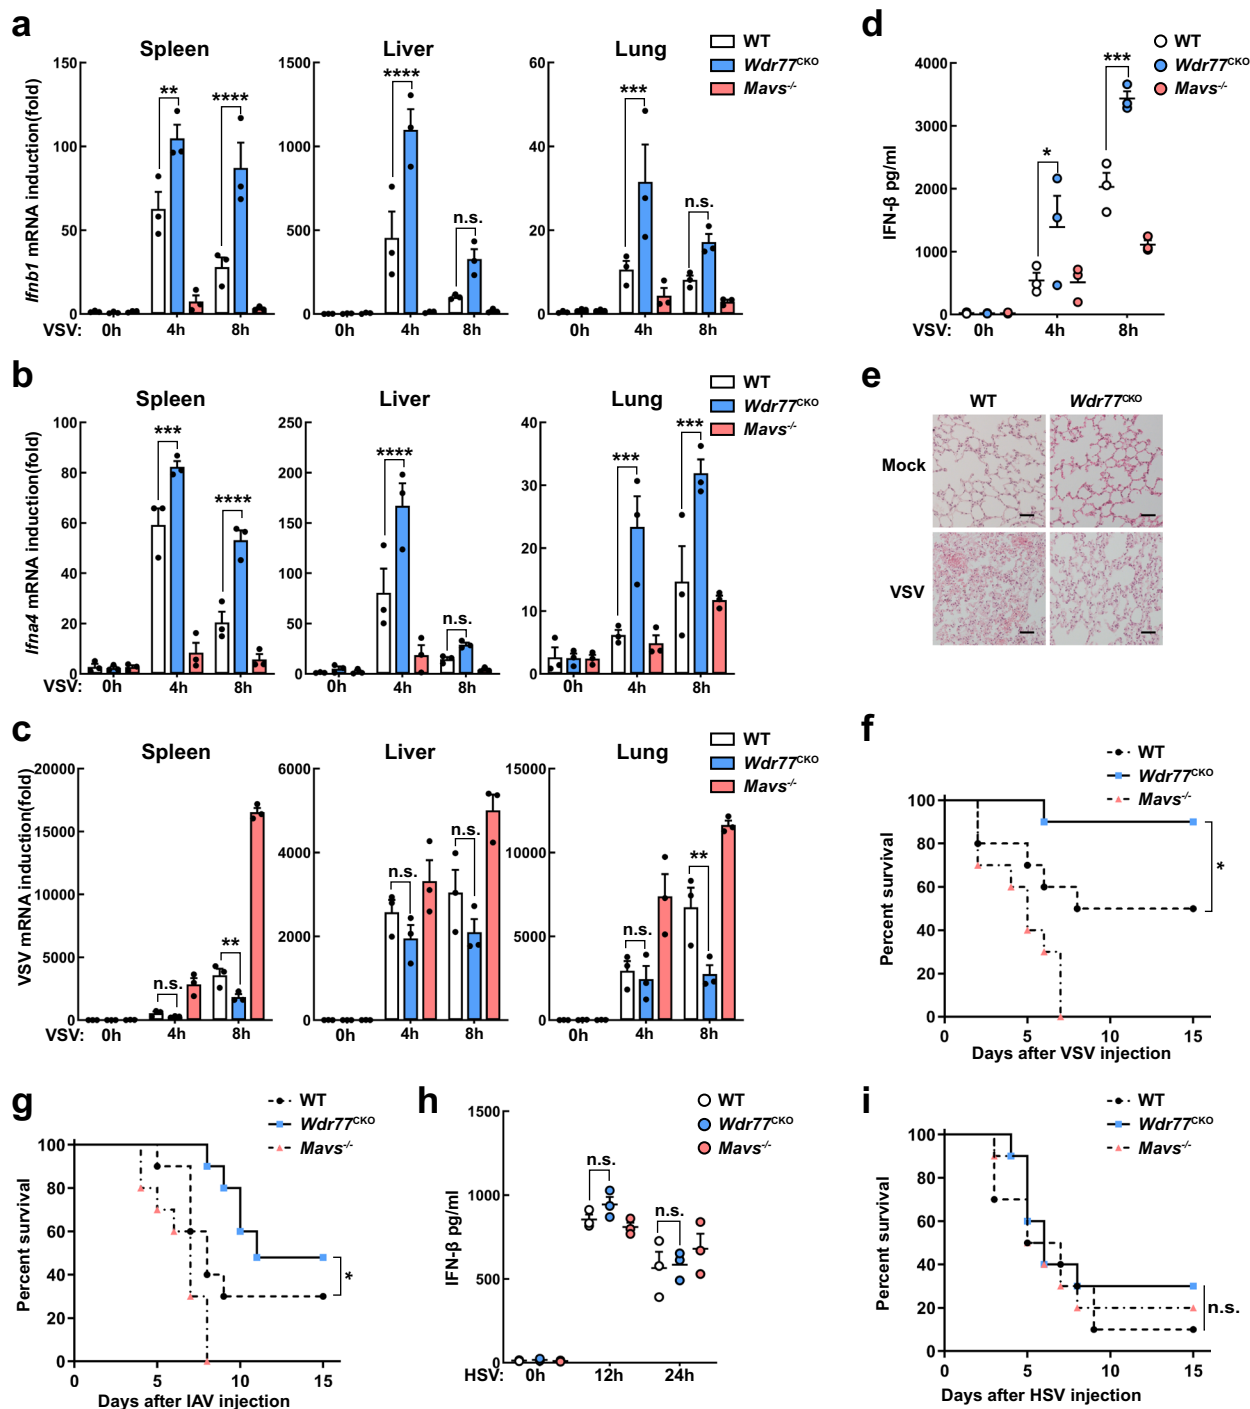 a
Spleen
Liver
Lung
WT
Wdr77CKO
Mavs-/-
Ifnb1 mRNA induction(fold)
150
100
50
0
** ****
1500
1000
500
0
**** n.s.
60
40
20
0
*** n.s.
VSV: 0h 4h 8h
0h 4h 8h
0h 4h 8h
d
WT
Wdr77CKO
Mavs-/-
IFN-β pg/ml
4000
3000
2000
1000
0
* ***
VSV: 0h 4h 8h
b
Spleen
Liver
Lung
WT
Wdr77CKO
Mavs-/-
Ifna4 mRNA induction(fold)
100
80
60
40
20
0
*** ****
250
200
150
100
50
0
**** n.s.
40
30
20
10
0
*** ***
VSV: 0h 4h 8h
0h 4h 8h
0h 4h 8h
e
WT Wdr77CKO
Mock
VSV
c
Spleen
Liver
Lung
WT
Wdr77CKO
Mavs-/-
VSV mRNA induction(fold)
20000
15000
10000
5000
0
n.s. **
6000
4000
2000
0
n.s. n.s.
15000
10000
5000
0
n.s. **
VSV: 0h 4h 8h
0h 4h 8h
0h 4h 8h
f
WT
Wdr77CKO
Mavs-/-
Percent survival
100
80
60
40
20
0
*
0 5 10 15
Days after VSV injection
g
WT
Wdr77CKO
Mavs-/-
Percent survival
100
80
60
40
20
0
*
0 5 10 15
Days after IAV injection
h
WT
Wdr77CKO
Mavs-/-
IFN-β pg/ml
1500
1000
500
0
n.s. n.s.
HSV: 0h 12h 24h
i
WT
Wdr77CKO
Mavs-/-
Percent survival
100
80
60
40
20
0
n.s.
0 5 10 15
Days after HSV injection